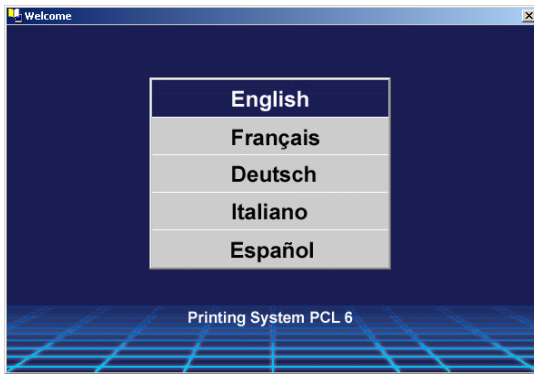 Welcome
English
Français
Deutsch
Italiano
Español
Printing System PCL 6